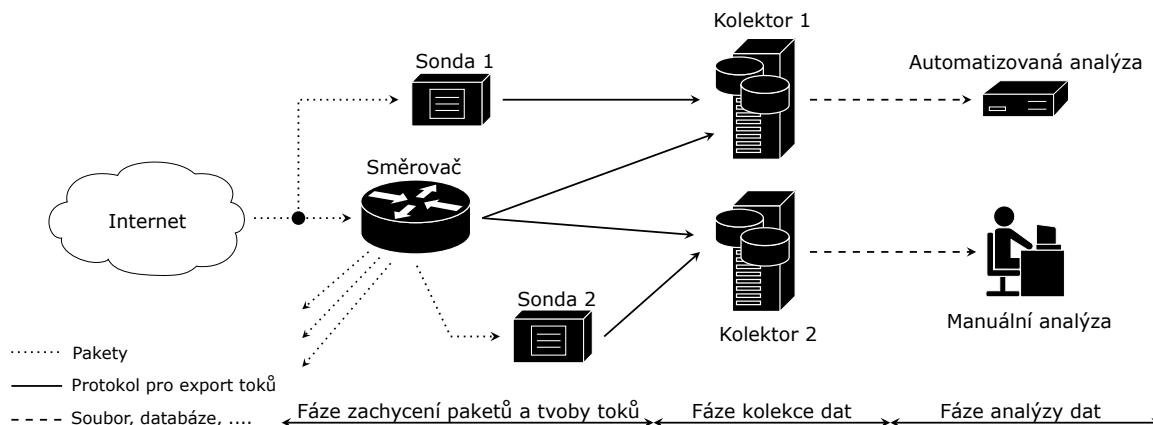 Kolektor 1
Sonda 1
Automatizovaná analýza
Směrovač
Internet
Sonda 2
Kolektor 2
Manuální analýza
Pakety
Protokol pro export toků
Soubor, databáze, ....
Fáze zachycení paketů a tvoby toků
Fáze kolekce dat
Fáze analýzy dat